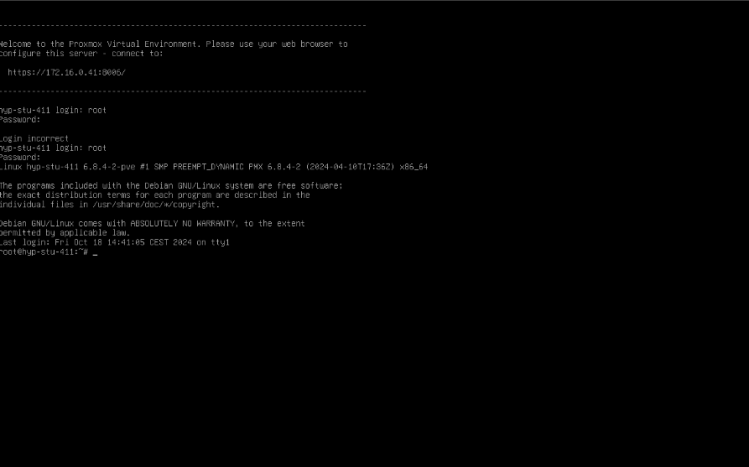 --------------------------------------------------------------------------------
Welcome to the Proxmox Virtual Environment. Please use your web browser to
configure this server - connect to:
https://172.16.0.41:8006/
--------------------------------------------------------------------------------
hyp-stu-411 login: root
Password:
Login incorrect
hyp-stu-411 login: root
Password:
Linux hyp-stu-411 6.8.4-2-pve #1 SMP PREEMPT_DYNAMIC PMX 6.8.4-2 (2024-04-10T17:36Z) x86_64
The programs included with the Debian GNU/Linux system are free software;
the exact distribution terms for each program are described in the
individual files in /usr/share/doc/*/copyright.
Debian GNU/Linux comes with ABSOLUTELY NO WARRANTY, to the extent
permitted by applicable law.
Last login: Fri Oct 18 14:41:05 CEST 2024 on tty1
root@hyp-stu-411:~# _